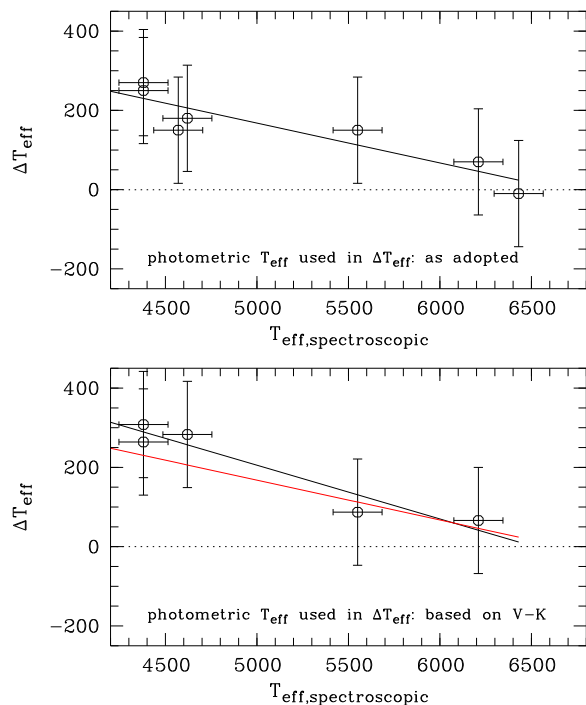 400
200
0
−200
ΔTeff
photometric Teff used in ΔTeff: as adopted
4500 5000 5500 6000 6500
Teff,spectroscopic
400
200
0
−200
ΔTeff
photometric Teff used in ΔTeff: based on V−K
4500 5000 5500 6000 6500
Teff,spectroscopic